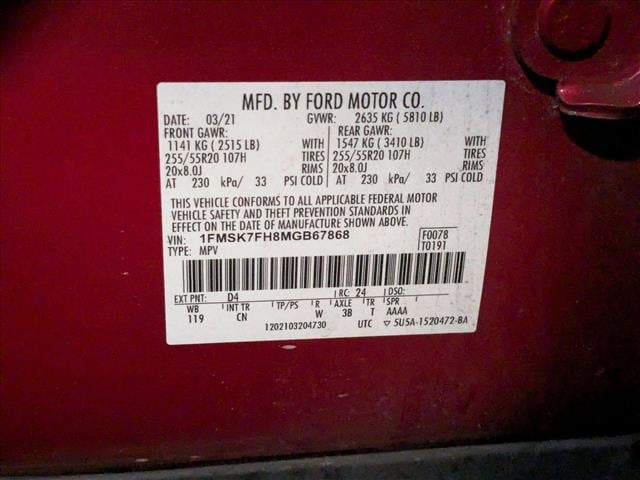 MFD. BY FORD MOTOR CO.
DATE: 03/21 GVWR: 2635 KG ( 5810 LB)
FRONT GAWR: REAR GAWR:
1141 KG ( 2515 LB) WITH 1547 KG ( 3410 LB) WITH
255/55R20 107H TIRES 255/55R20 107H TIRES
20x8.0J RIMS 20x8.0J RIMS
AT 230 kPa/ 33 PSI COLD AT 230 kPa/ 33 PSI COLD
THIS VEHICLE CONFORMS TO ALL APPLICABLE FEDERAL MOTOR
VEHICLE SAFETY AND THEFT PREVENTION STANDARDS IN
EFFECT ON THE DATE OF MANUFACTURE SHOWN ABOVE.
VIN: 1FMSK7FH8MGB67868 F0078
TYPE: MPV T0191
EXT PNT: D4 RC: 24 DSO:
WB INT TR TP/PS R AXLE TR SPR
119 CN W 3B T AAAA
1202103204730 UTC ▽ 5U5A-1520472-BA